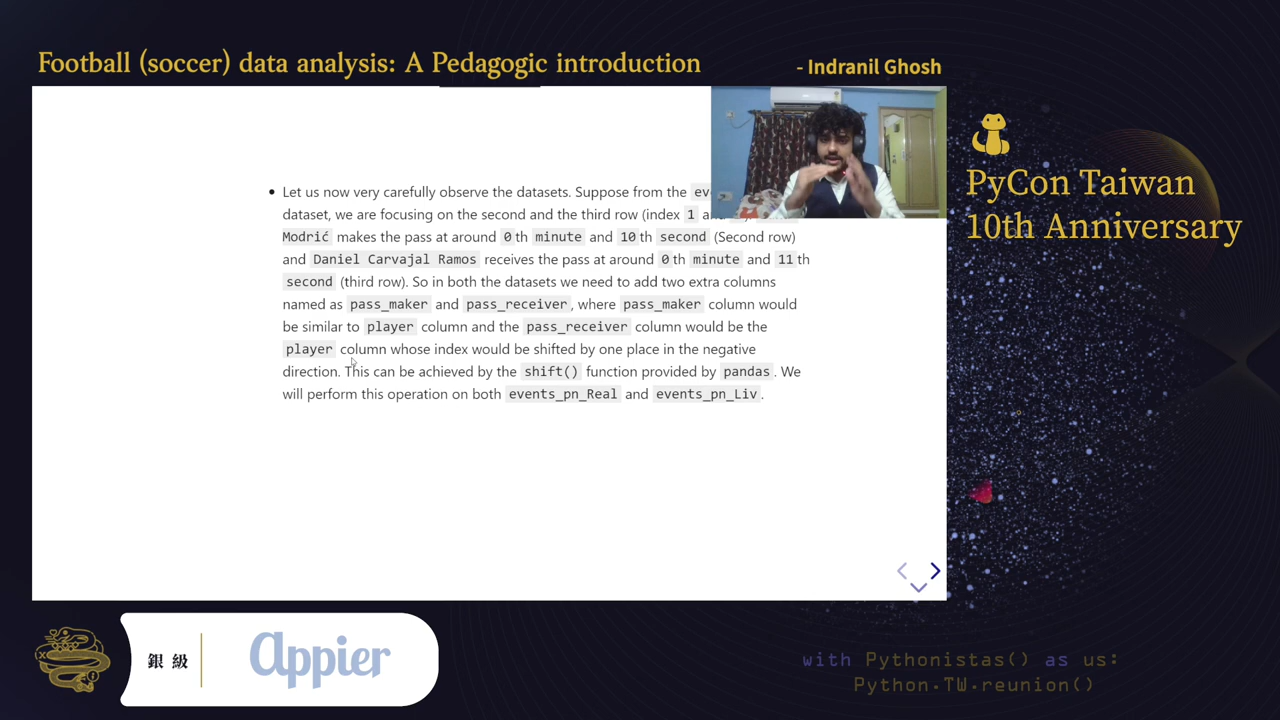 Football (soccer) data analysis: A Pedagogic introduction
- Indranil Ghosh
PyCon Taiwan
10th Anniversary
• Let us now very carefully observe the datasets. Suppose from the
dataset, we are focusing on the second and the third row (index 1
Modrić makes the pass at around 0 th minute and 10 th second (Second row)
and Daniel Carvajal Ramos receives the pass at around 0 th minute and 11 th
second (third row). So in both the datasets we need to add two extra columns
named as pass_maker and pass_receiver, where pass_maker column would
be similar to player column and the pass_receiver column would be the
player column whose index would be shifted by one place in the negative
direction. This can be achieved by the shift() function provided by pandas. We
will perform this operation on both events_pn_Real and events_pn_Liv.
銀級
appier
with Pythonistas() as us:
Python.TW.reunion()